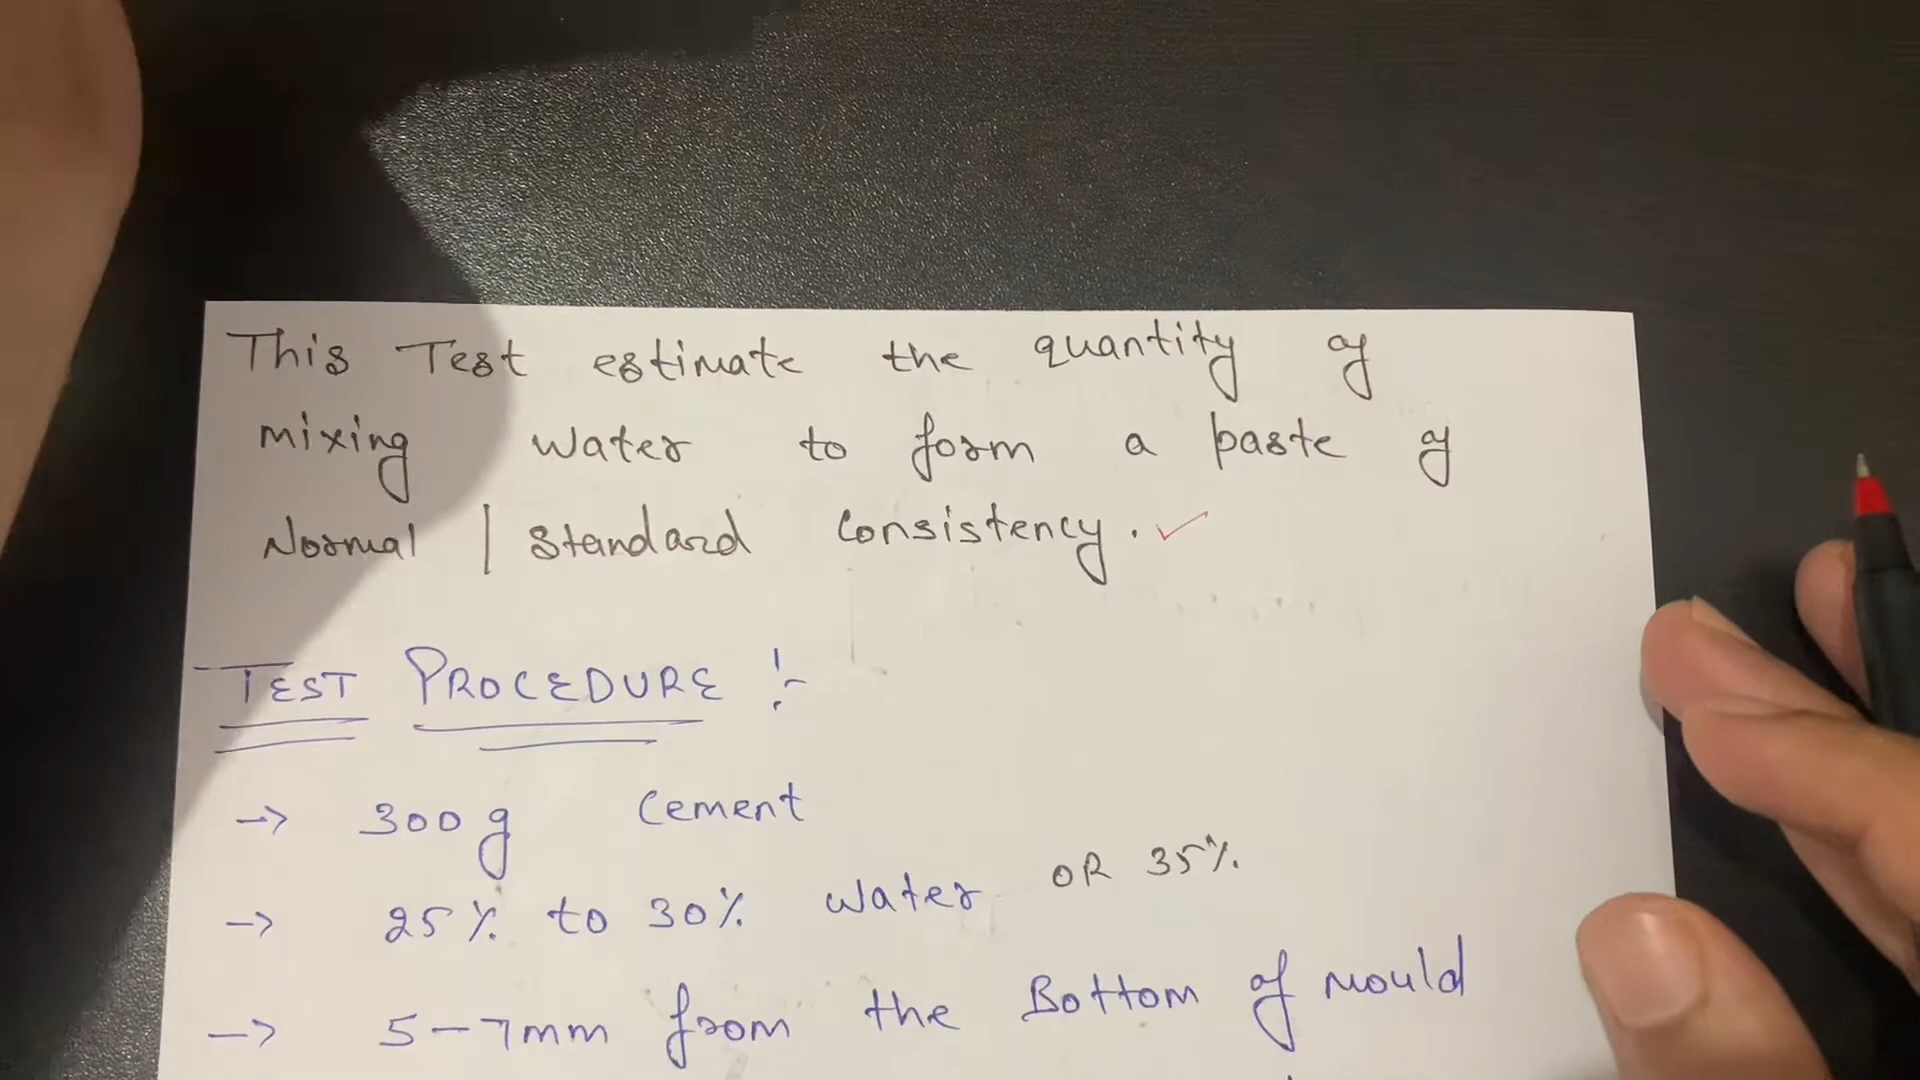 This Test estimate the quantity of
mixing water to form a paste of
Normal | Standard Consistency. ✓
TEST PROCEDURE :-
-> 300g Cement
-> 25% to 30% water OR 35%
-> 5-7mm from the Bottom of mould